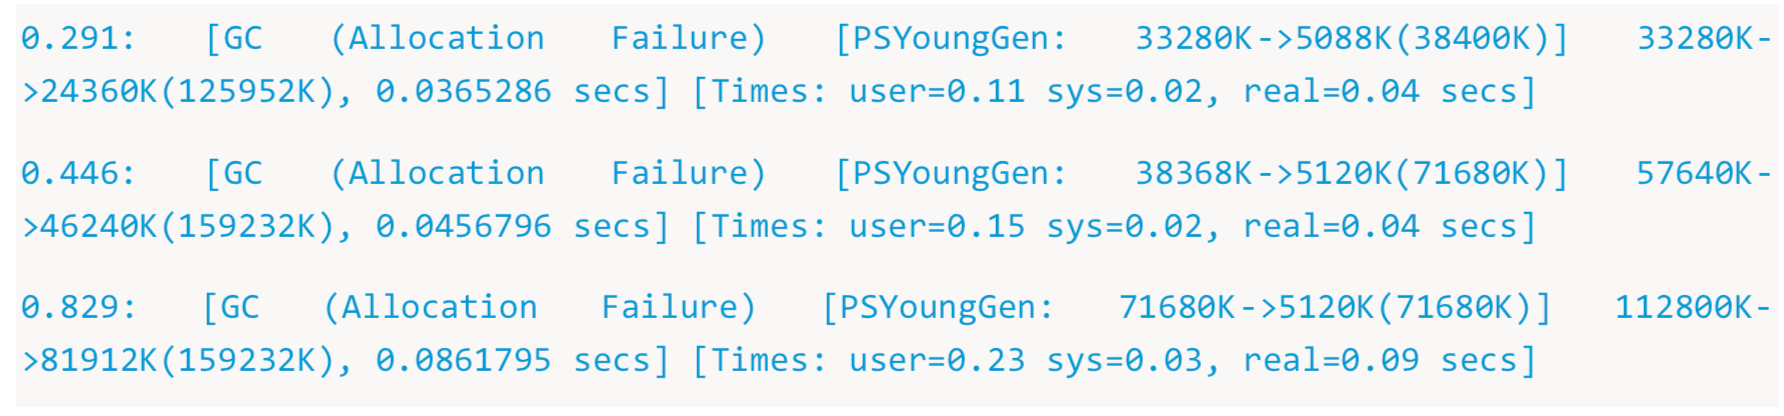 0.291: [GC (Allocation Failure) [PSYoungGen: 33280K->5088K(38400K)] 33280K-
>24360K(125952K), 0.0365286 secs] [Times: user=0.11 sys=0.02, real=0.04 secs]
0.446: [GC (Allocation Failure) [PSYoungGen: 38368K->5120K(71680K)] 57640K-
>46240K(159232K), 0.0456796 secs] [Times: user=0.15 sys=0.02, real=0.04 secs]
0.829: [GC (Allocation Failure) [PSYoungGen: 71680K->5120K(71680K)] 112800K-
>81912K(159232K), 0.0861795 secs] [Times: user=0.23 sys=0.03, real=0.09 secs]